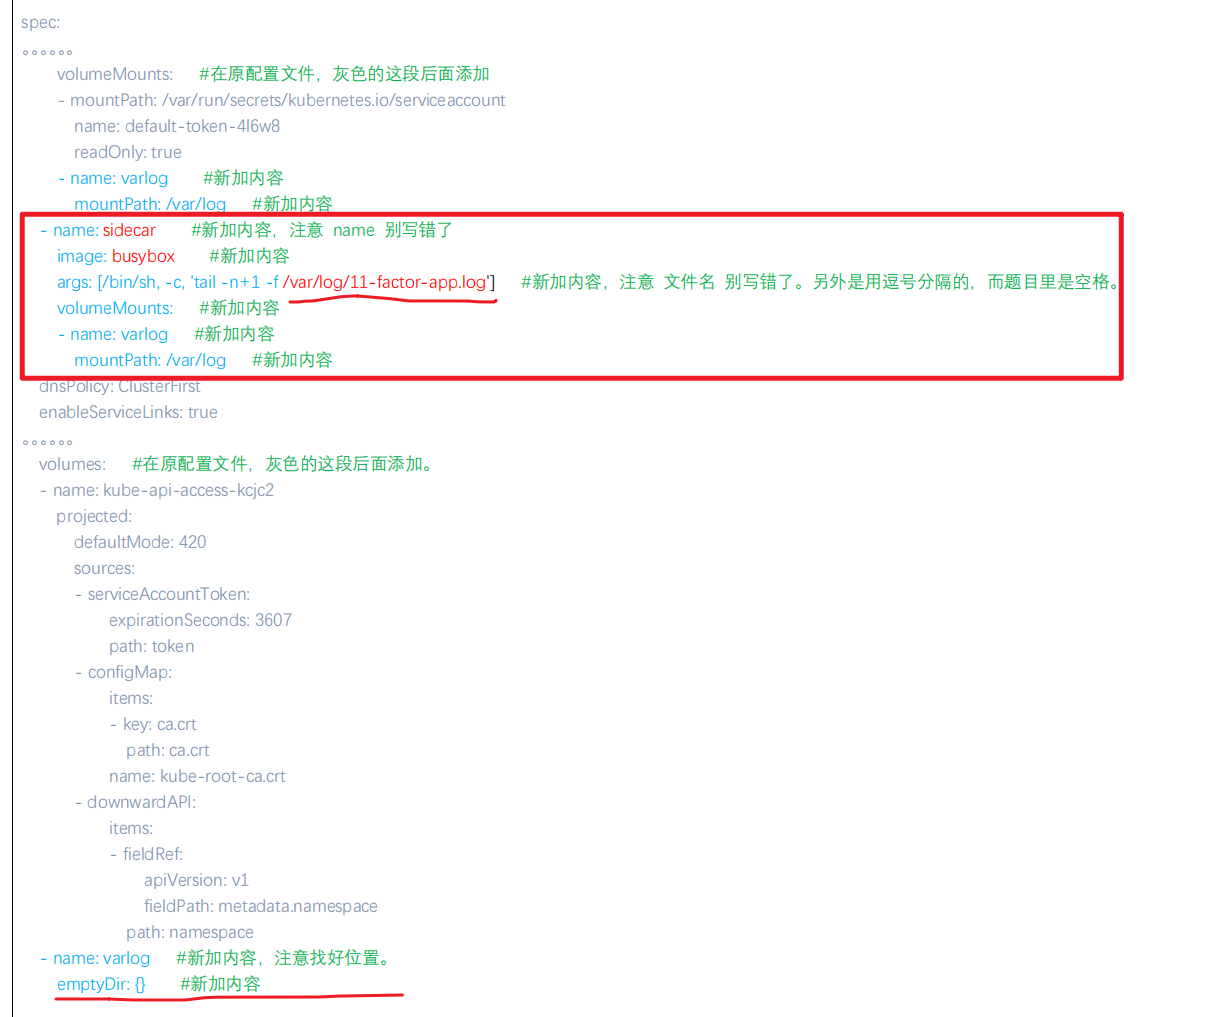 spec:
。。。。。。
volumeMounts: #在原配置文件，灰色的这段后面添加
- mountPath: /var/run/secrets/kubernetes.io/serviceaccount
name: default-token-4l6w8
readOnly: true
- name: varlog #新加内容
mountPath: /var/log #新加内容
- name: sidecar #新加内容，注意 name 别写错了
image: busybox #新加内容
args: [/bin/sh, -c, 'tail -n+1 -f /var/log/11-factor-app.log'] #新加内容，注意 文件名 别写错了。另外是用逗号分隔的，而题目里是空格。
volumeMounts: #新加内容
- name: varlog #新加内容
mountPath: /var/log #新加内容
dnsPolicy: ClusterFirst
enableServiceLinks: true
。。。。。。
volumes: #在原配置文件，灰色的这段后面添加。
- name: kube-api-access-kcjc2
projected:
defaultMode: 420
sources:
- serviceAccountToken:
expirationSeconds: 3607
path: token
- configMap:
items:
- key: ca.crt
path: ca.crt
name: kube-root-ca.crt
- downwardAPI:
items:
- fieldRef:
apiVersion: v1
fieldPath: metadata.namespace
path: namespace
- name: varlog #新加内容，注意找好位置。
emptyDir: {} #新加内容